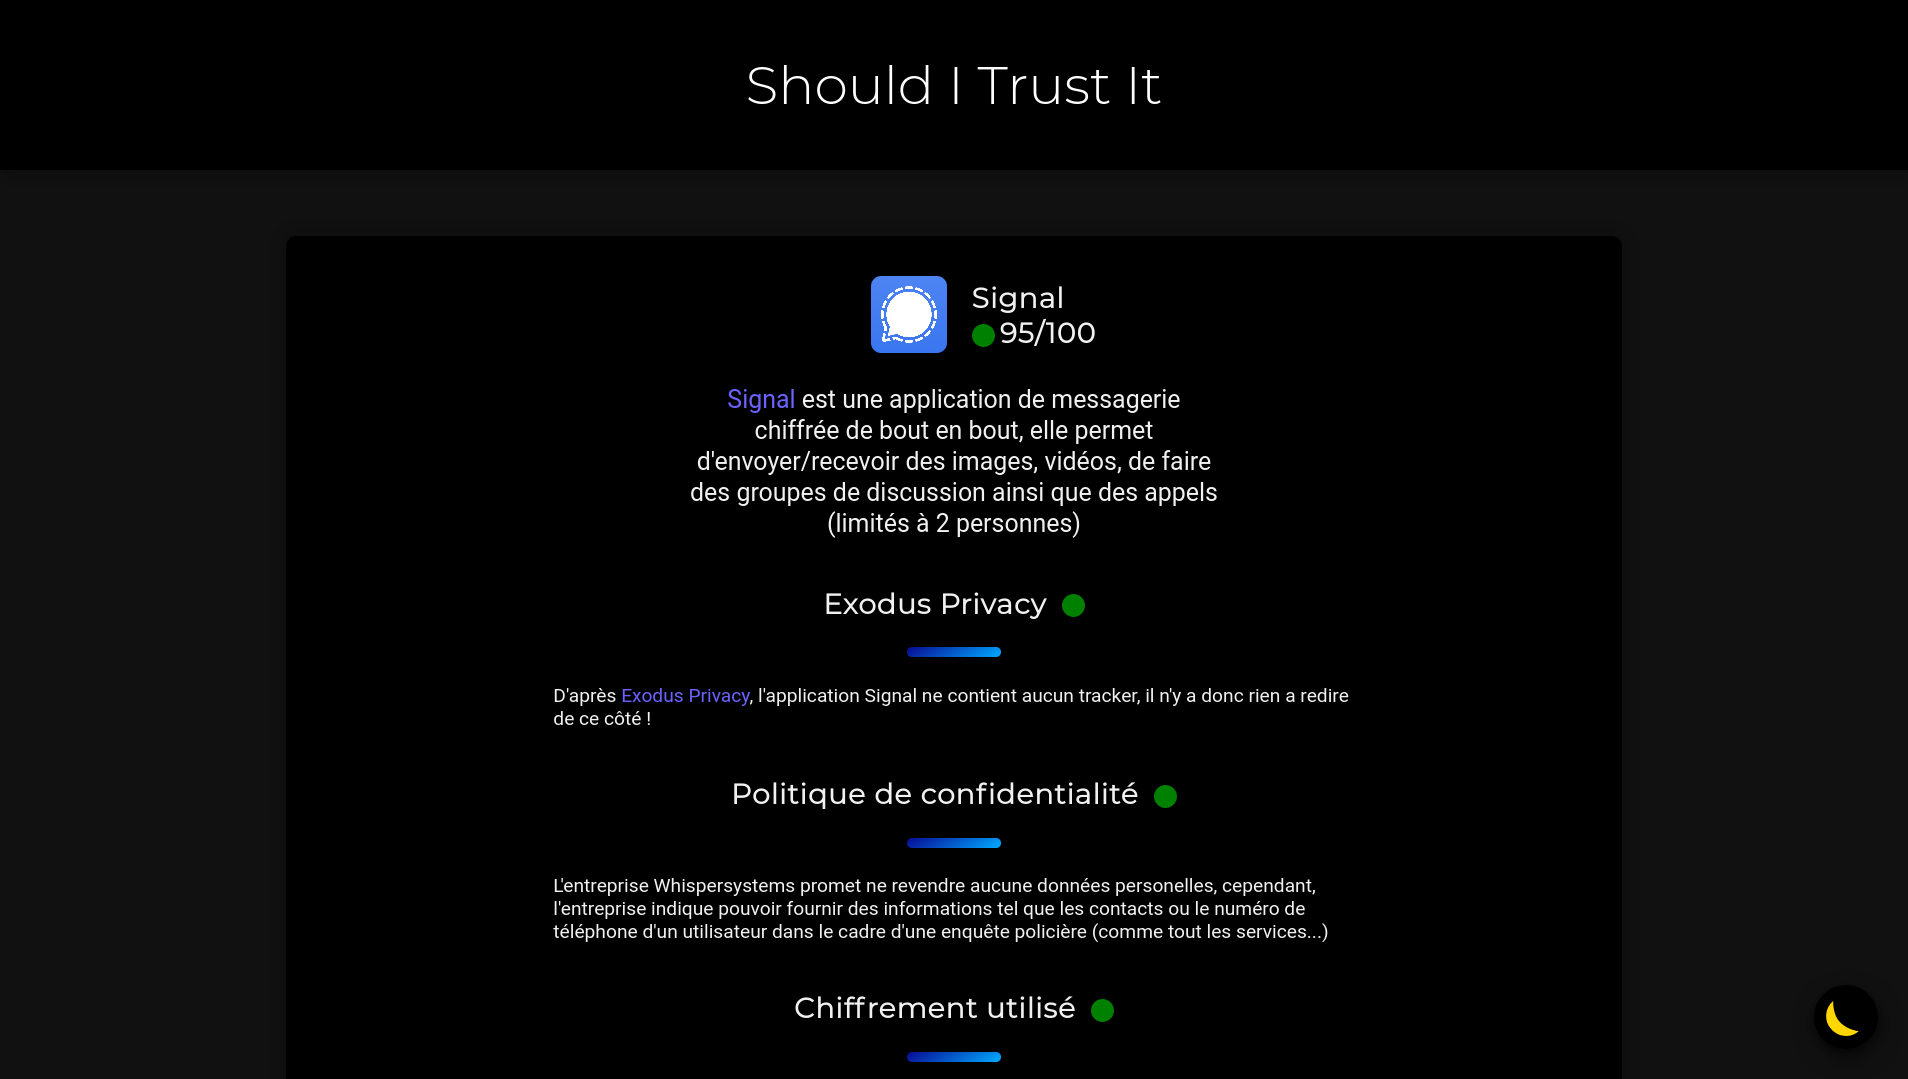 Should I Trust It
Signal
95/100
Signal est une application de messagerie
chiffrée de bout en bout, elle permet
d'envoyer/recevoir des images, vidéos, de faire
des groupes de discussion ainsi que des appels
(limités à 2 personnes)
Exodus Privacy
D'après Exodus Privacy, l'application Signal ne contient aucun tracker, il n'y a donc rien a redire
de ce côté !
Politique de confidentialité
L'entreprise Whispersystems promet ne revendre aucune données personelles, cependant,
l'entreprise indique pouvoir fournir des informations tel que les contacts ou le numéro de
téléphone d'un utilisateur dans le cadre d'une enquête policière (comme tout les services...)
Chiffrement utilisé